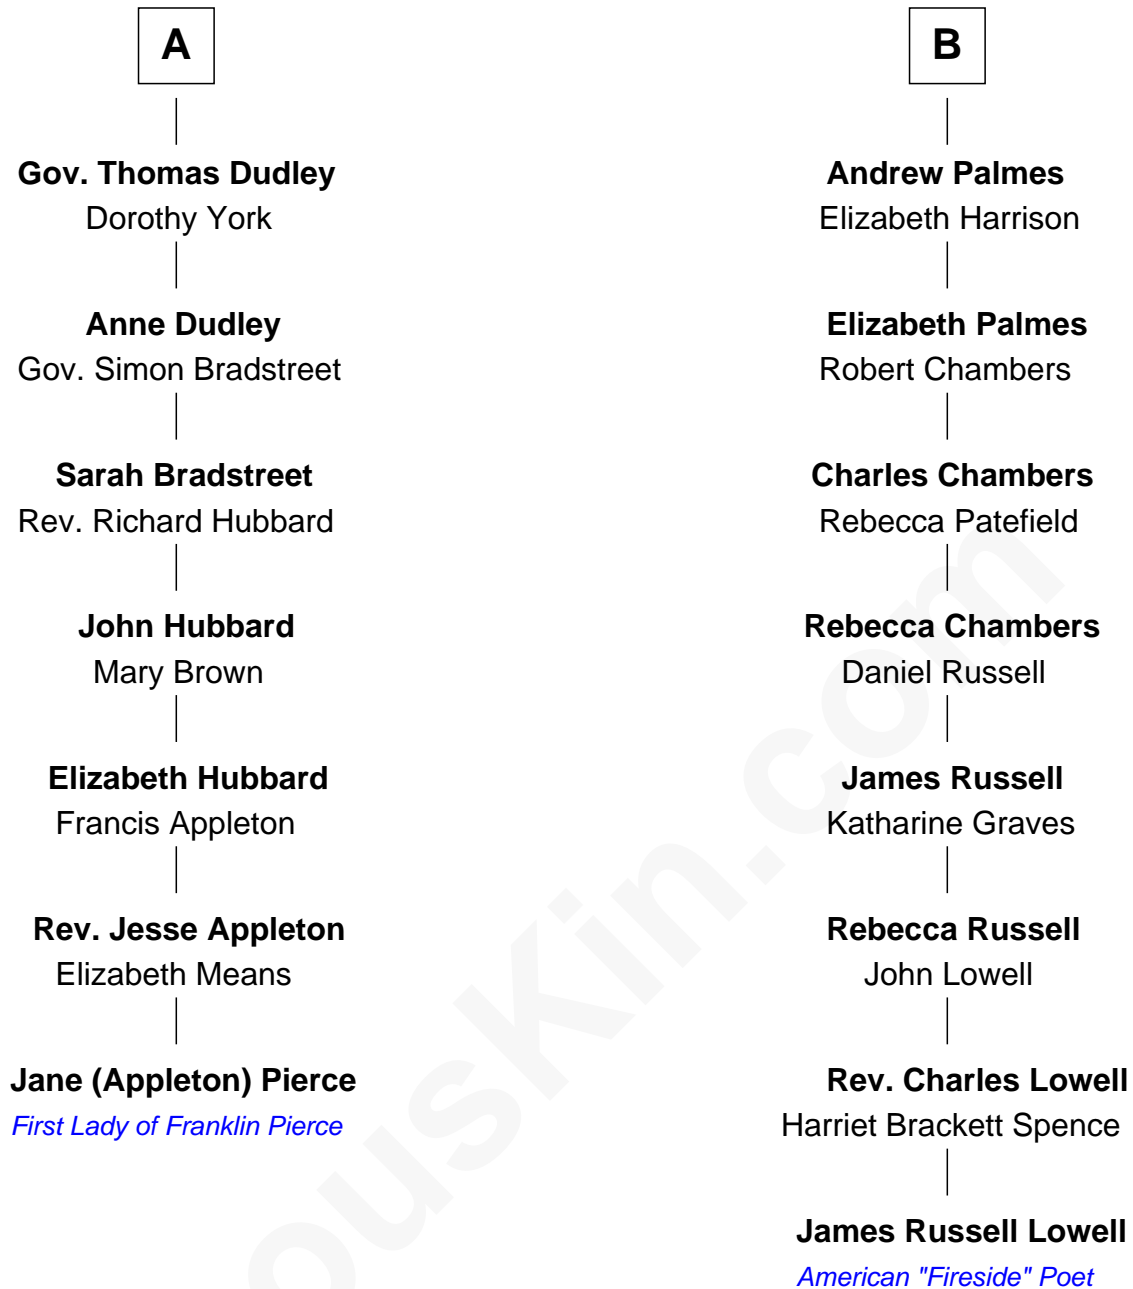 A
Gov. Thomas Dudley
Dorothy York
Anne Dudley
Gov. Simon Bradstreet
Sarah Bradstreet
Rev. Richard Hubbard
John Hubbard
Mary Brown
Elizabeth Hubbard
Francis Appleton
Rev. Jesse Appleton
Elizabeth Means
Jane (Appleton) Pierce
First Lady of Franklin Pierce
B
Andrew Palmes
Elizabeth Harrison
Elizabeth Palmes
Robert Chambers
Charles Chambers
Rebecca Patefield
Rebecca Chambers
Daniel Russell
James Russell
Katharine Graves
Rebecca Russell
John Lowell
Rev. Charles Lowell
Harriet Brackett Spence
James Russell Lowell
American "Fireside" Poet
ousKin.com